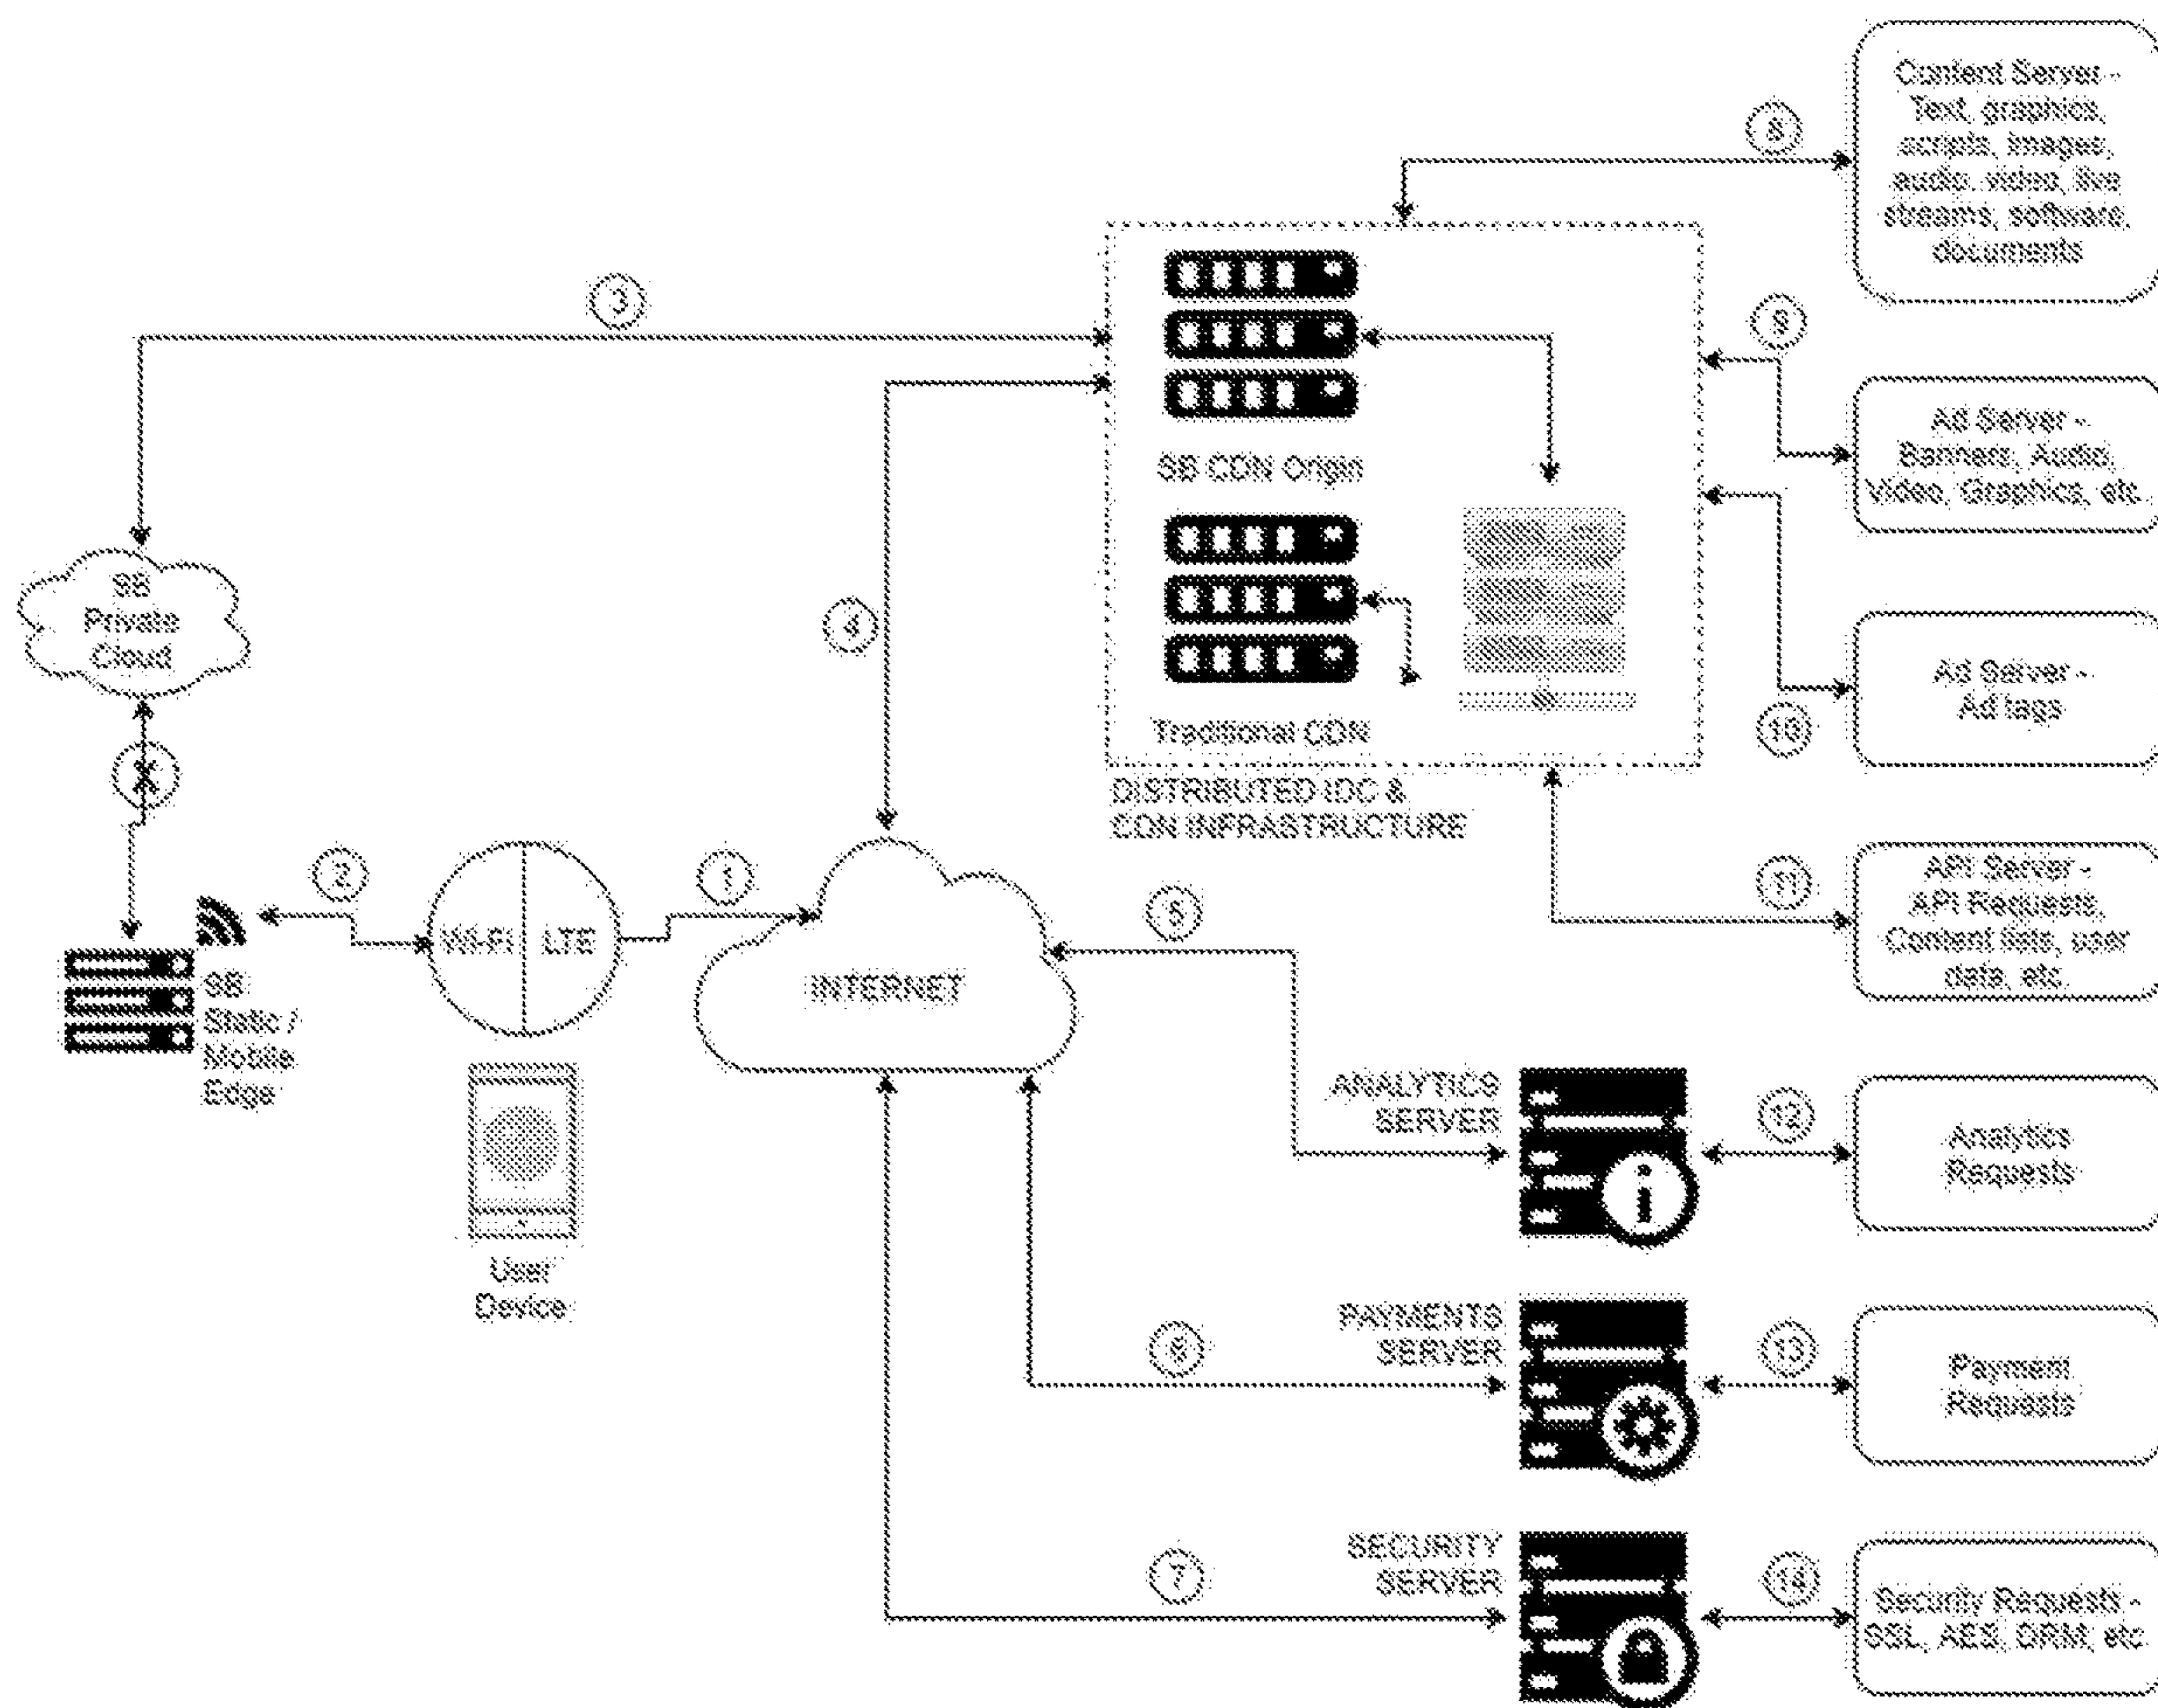 8
Content Server -
Text, graphics,
scripts, images,
audio, video, live
streams, software,
documents
3
9
Ad Server -
Banners, Audio,
Video, Graphics, etc.
SB CDN Origin
SB
Private
Cloud
4
Ad Server -
Ad tags
10
Traditional CDN
X
DISTRIBUTED IDC &
CDN INFRASTRUCTURE
2
1
11
API Server -
API Requests,
Content lists, user
data, etc.
5
WI-FI
LTE
INTERNET
SB
Static /
Mobile
Edge
ANALYTICS
SERVER
i
12
Analytics
Requests
User
Device
6
PAYMENTS
SERVER
13
Payment
Requests
7
SECURITY
SERVER
14
Security Requests -
SSL, AES, DRM, etc.